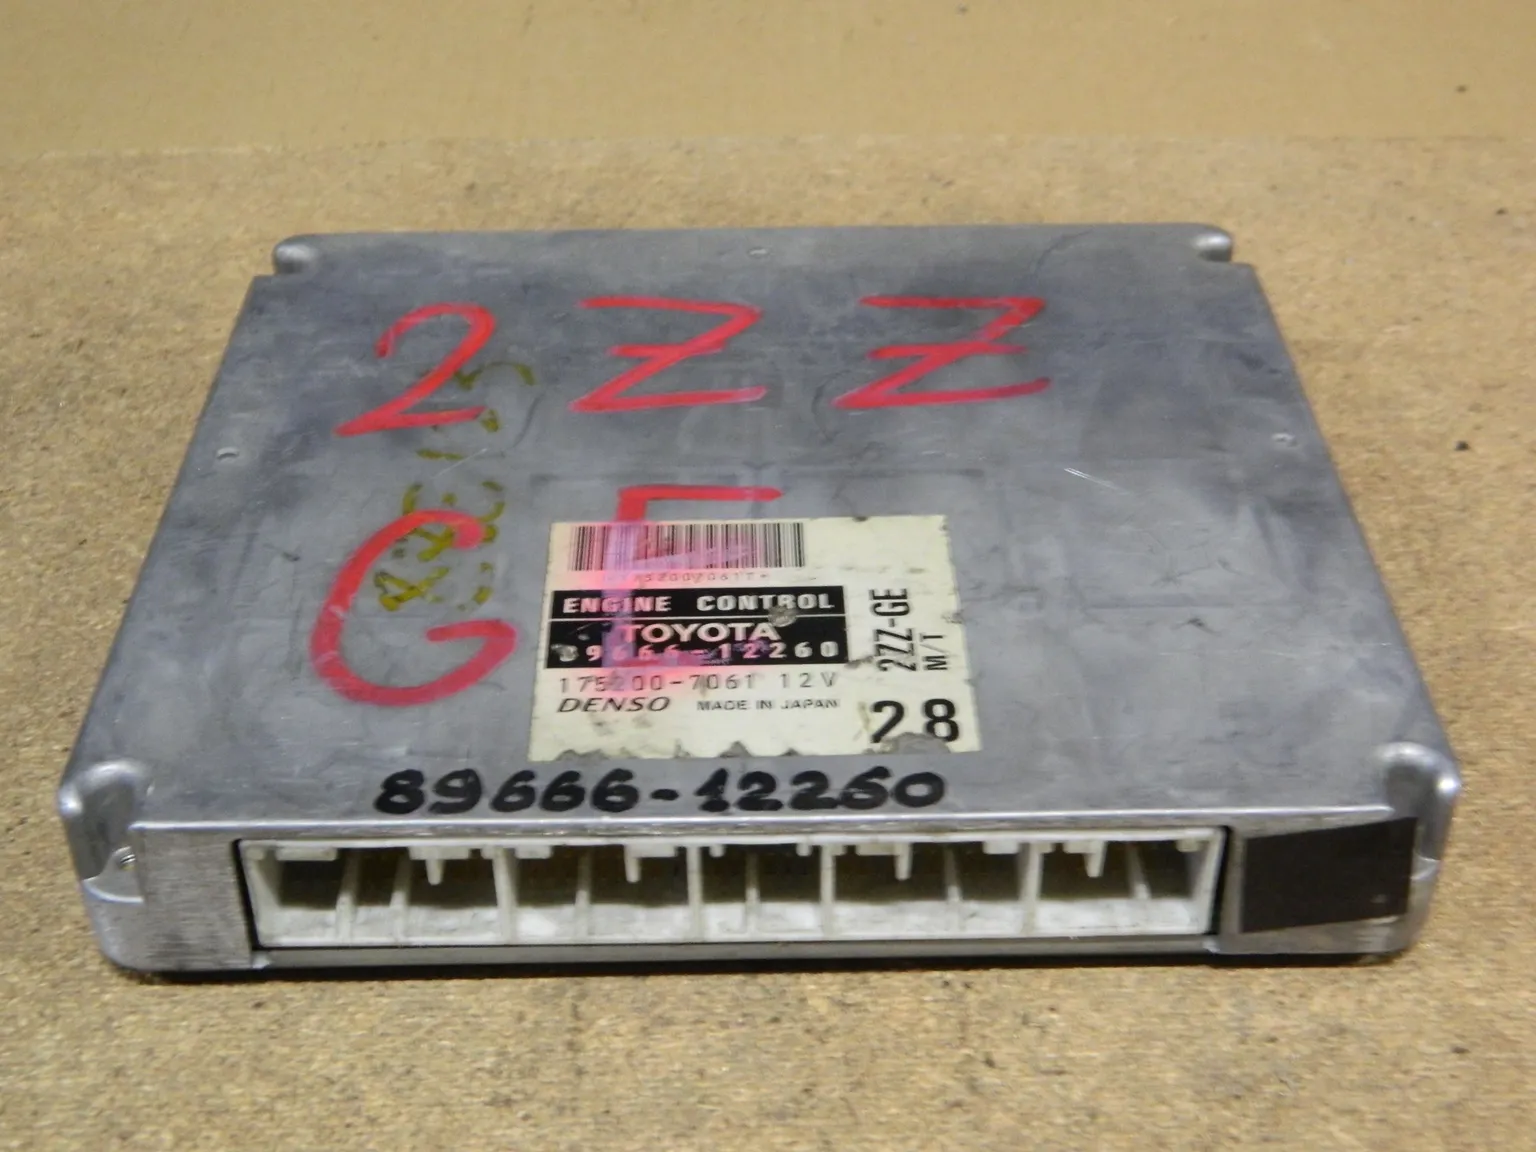 2ZZ
GE
ENGINE CONTROL
TOYOTA
89666-12260
175200-7061 12V
DENSO MADE IN JAPAN
2ZZ-GE
M/T
28
89666-12260